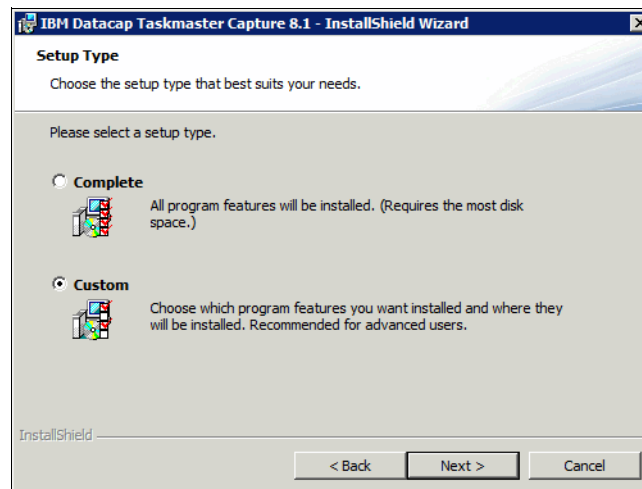 IBM Datacap Taskmaster Capture 8.1 - InstallShield Wizard
Setup Type
Choose the setup type that best suits your needs.
Please select a setup type.
Complete
All program features will be installed. (Requires the most disk
space.)
Custom
Choose which program features you want installed and where they
will be installed. Recommended for advanced users.
InstallShield
< Back Next > Cancel